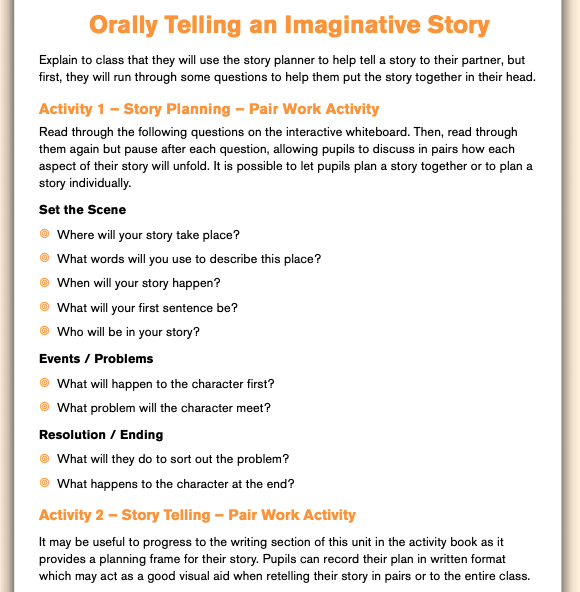 Orally Telling an Imaginative Story
Explain to class that they will use the story planner to help tell a story to their partner, but
first, they will run through some questions to help them put the story together in their head.
Activity 1 – Story Planning – Pair Work Activity
Read through the following questions on the interactive whiteboard. Then, read through
them again but pause after each question, allowing pupils to discuss in pairs how each
aspect of their story will unfold. It is possible to let pupils plan a story together or to plan a
story individually.
Set the Scene
Where will your story take place?
What words will you use to describe this place?
When will your story happen?
What will your first sentence be?
Who will be in your story?
Events / Problems
What will happen to the character first?
What problem will the character meet?
Resolution / Ending
What will they do to sort out the problem?
What happens to the character at the end?
Activity 2 – Story Telling – Pair Work Activity
It may be useful to progress to the writing section of this unit in the activity book as it
provides a planning frame for their story. Pupils can record their plan in written format
which may act as a good visual aid when retelling their story in pairs or to the entire class.